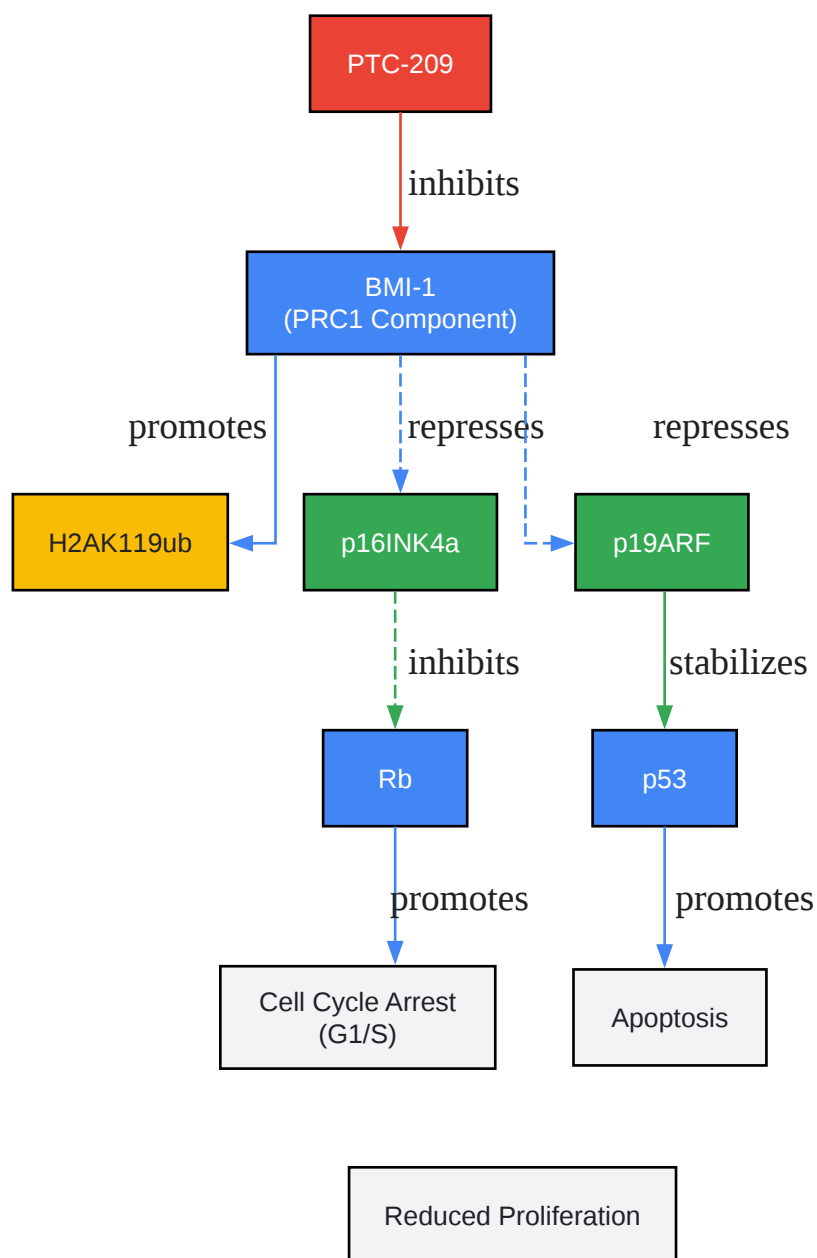 PTC-209
inhibits
BMI-1
(PRC1 Component)
promotes
represses
represses
H2AK119ub
p16INK4a
p19ARF
inhibits
stabilizes
Rb
p53
promotes
promotes
Cell Cycle Arrest
(G1/S)
Apoptosis
Reduced Proliferation